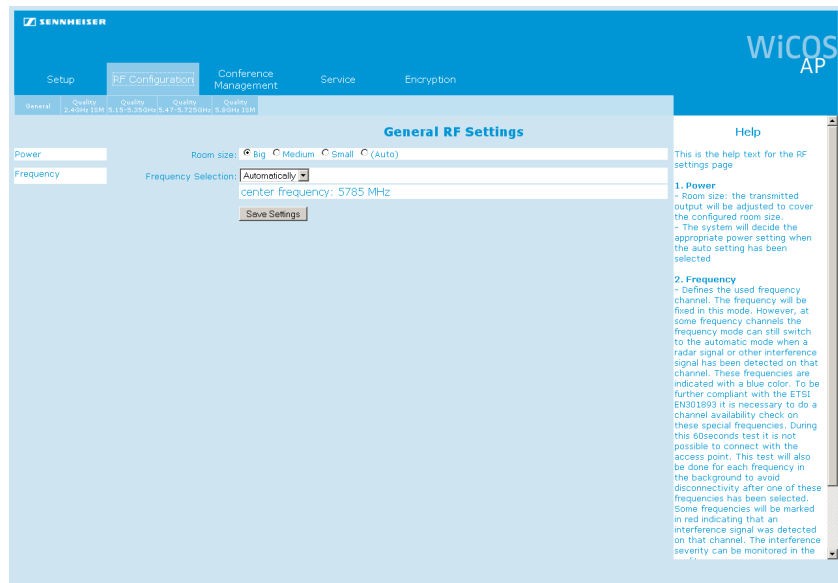 SENNHEISER
WiCOS
AP
Setup
RF Configuration
Conference
Management
Service
Encryption
General
Quality
2.4GHz ISM
Quality
5.15-5.35GHz
Quality
5.47-5.725GHz
Quality
5.8GHz ISM
General RF Settings
Power
Room size: Big Medium Small (Auto)
Frequency
Frequency Selection: Automatically
center frequency: 5785 MHz
Save Settings
Help
This is the help text for the RF
settings page
1. Power
- Room size: the transmitted
output will be adjusted to cover
the configured room size.
- The system will decide the
appropriate power setting when
the auto setting has been
selected
2. Frequency
- Defines the used frequency
channel. The frequency will be
fixed in this mode. However, at
some frequency channels the
frequency mode can still switch
to the automatic mode when a
radar signal or other interference
signal has been detected on that
channel. These frequencies are
indicated with a blue color. To be
further compliant with the ETSI
EN301893 it is necessary to do a
channel availability check on
these special frequencies. During
this 60seconds test it is not
possible to connect with the
access point. This test will also
be done for each frequency in
the background to avoid
disconnectivity after one of these
frequencies has been selected.
Some frequencies will be marked
in red indicating that an
interference signal was detected
on that channel. The interference
severity can be monitored in the